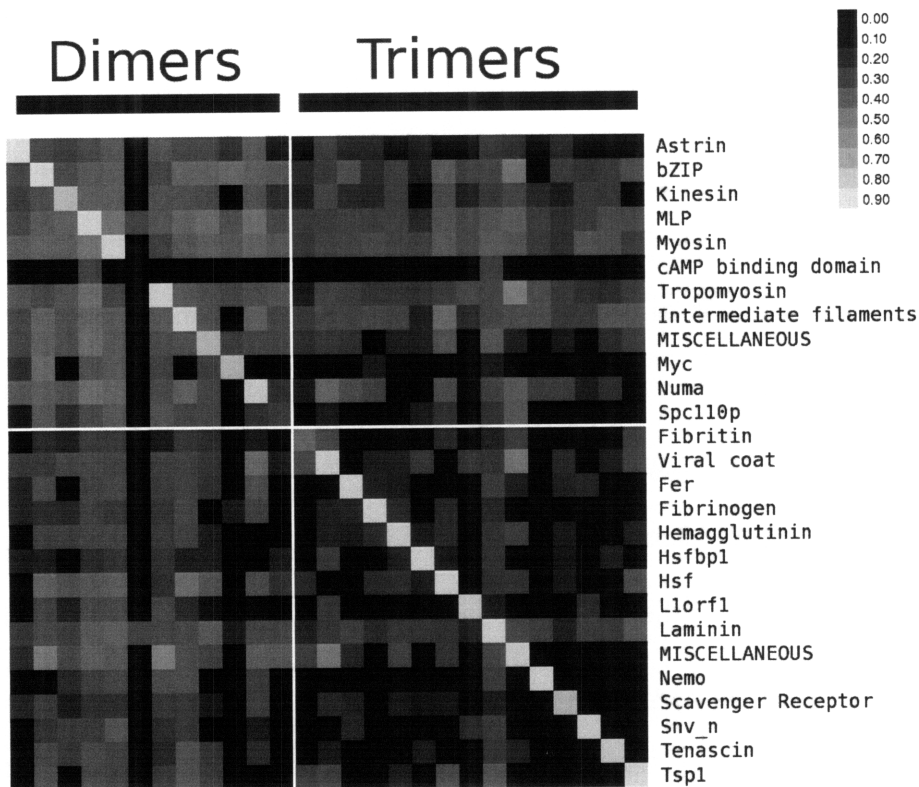 Dimers
Trimers
0.00
0.10
0.20
0.30
0.40
0.50
0.60
0.70
0.80
0.90
Astrin
bZIP
Kinesin
MLP
Myosin
cAMP binding domain
Tropomyosin
Intermediate filaments
MISCELLANEOUS
Myc
Numa
Spc110p
Fibritin
Viral coat
Fer
Fibrinogen
Hemagglutinin
Hsfbp1
Hsf
L1orf1
Laminin
MISCELLANEOUS
Nemo
Scavenger Receptor
Snv_n
Tenascin
Tsp1